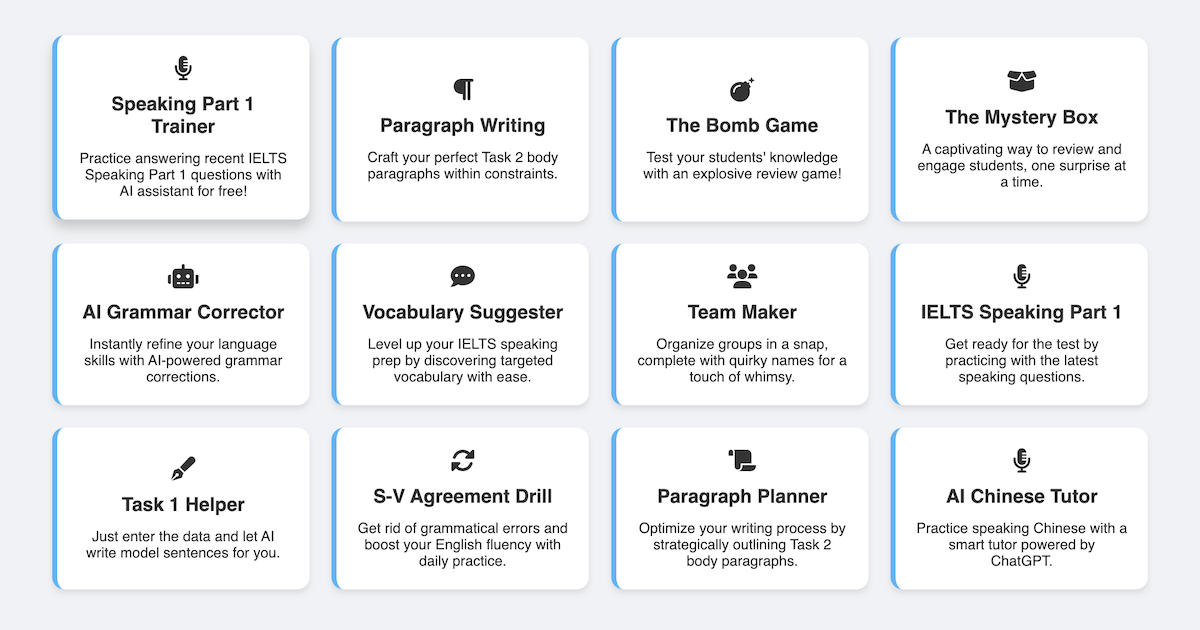 Speaking Part 1
Trainer
Practice answering recent IELTS
Speaking Part 1 questions with
AI assistant for free!
Paragraph Writing
Craft your perfect Task 2 body
paragraphs within constraints.
The Bomb Game
Test your students' knowledge
with an explosive review game!
The Mystery Box
A captivating way to review and
engage students, one surprise at
a time.
AI Grammar Corrector
Instantly refine your language
skills with AI-powered grammar
corrections.
Vocabulary Suggester
Level up your IELTS speaking
prep by discovering targeted
vocabulary with ease.
Team Maker
Organize groups in a snap,
complete with quirky names for a
touch of whimsy.
IELTS Speaking Part 1
Get ready for the test by
practicing with the latest
speaking questions.
Task 1 Helper
Just enter the data and let AI
write model sentences for you.
S-V Agreement Drill
Get rid of grammatical errors and
boost your English fluency with
daily practice.
Paragraph Planner
Optimize your writing process by
strategically outlining Task 2
body paragraphs.
AI Chinese Tutor
Practice speaking Chinese with a
smart tutor powered by
ChatGPT.